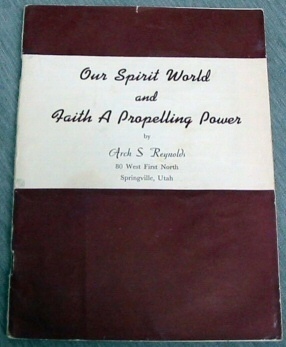 Our Spirit World
and
Faith A Propelling Power
by
Arch S Reynolds
80 West First North
Springville, Utah